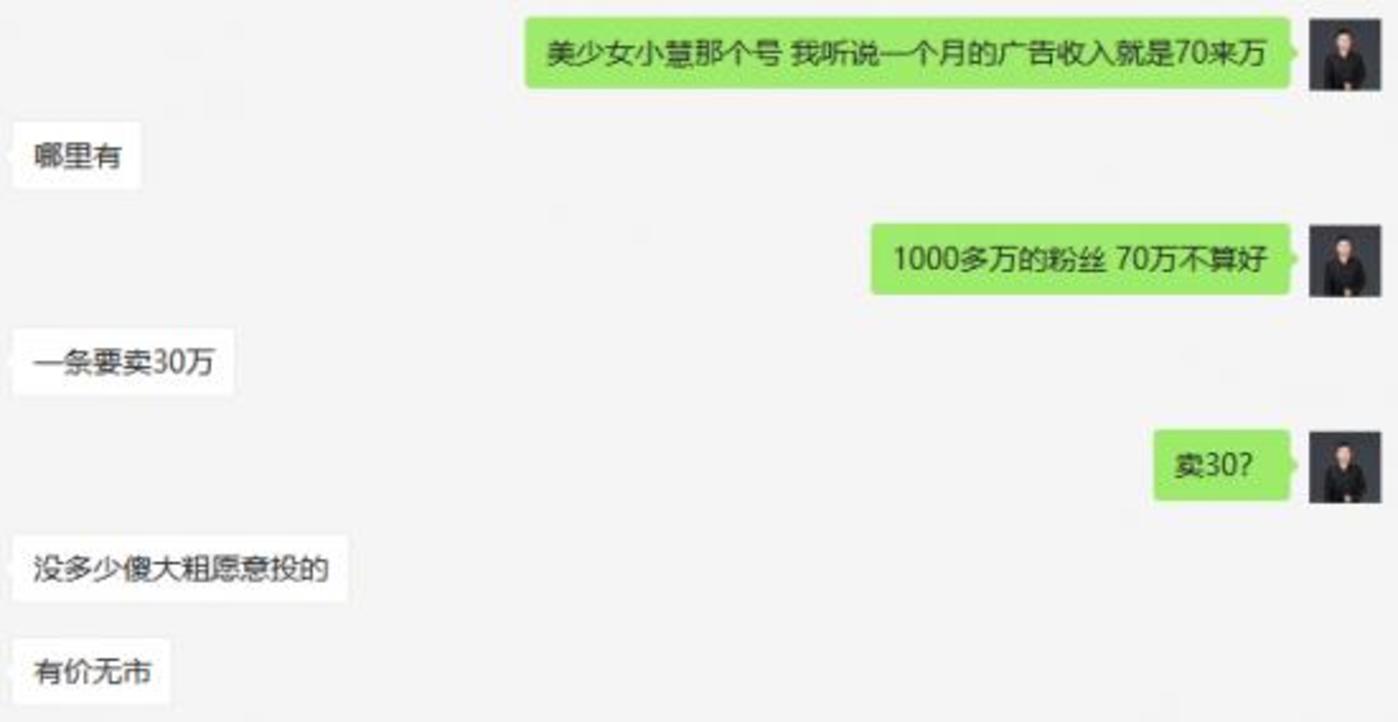 美少女小慧那个号 我听说一个月的广告收入就是70来万
哪里有
1000多万的粉丝 70万不算好
一条要卖30万
卖30?
没多少傻大粗愿意投的
有价无市